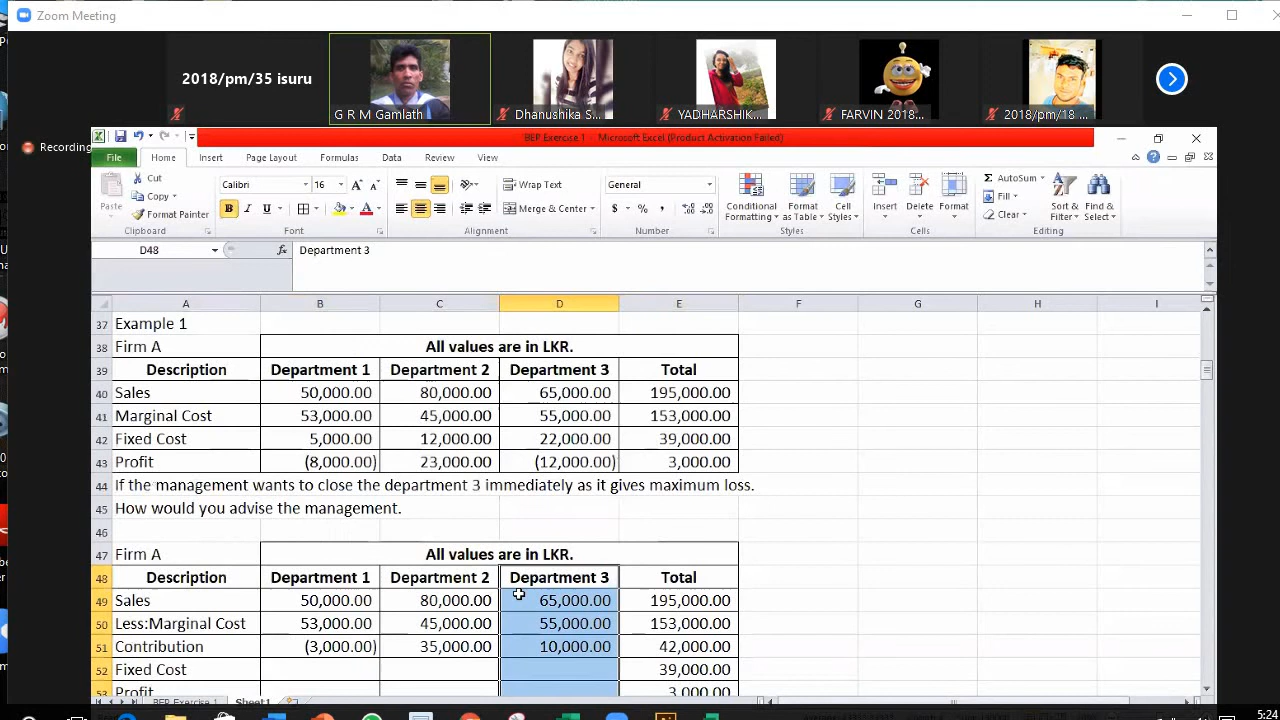 Zoom Meeting
2018/pm/35 isuru
G R M Gamlath
Dhanushika S...
YADHARSHIK...
FARVIN 2018...
2018/pm/18 ...
Recording
BEP Exercise 1 - Microsoft Excel (Product Activation Failed)
File Home Insert Page Layout Formulas Data Review View
Paste
Cut
Copy
Format Painter
Clipboard
Calibri 16
B I U
Font
Wrap Text
Merge & Center
Alignment
General
$ % ,
Number
Conditional Formatting
Format as Table
Cell Styles
Styles
Insert Delete Format
Cells
AutoSum
Fill
Clear
Sort & Filter
Find & Select
Editing
D48 fx Department 3
A B C D E F G H I
37 Example 1
38 Firm A All values are in LKR.
39 Description Department 1 Department 2 Department 3 Total
40 Sales 50,000.00 80,000.00 65,000.00 195,000.00
41 Marginal Cost 53,000.00 45,000.00 55,000.00 153,000.00
42 Fixed Cost 5,000.00 12,000.00 22,000.00 39,000.00
43 Profit (8,000.00) 23,000.00 (12,000.00) 3,000.00
44 If the management wants to close the department 3 immediately as it gives maximum loss.
45 How would you advise the management.
46
47 Firm A All values are in LKR.
48 Description Department 1 Department 2 Department 3 Total
49 Sales 50,000.00 80,000.00 65,000.00 195,000.00
50 Less:Marginal Cost 53,000.00 45,000.00 55,000.00 153,000.00
51 Contribution (3,000.00) 35,000.00 10,000.00 42,000.00
52 Fixed Cost 39,000.00
53 Profit 3,000.00
BEP Exercise 1 Sheet1
5:24